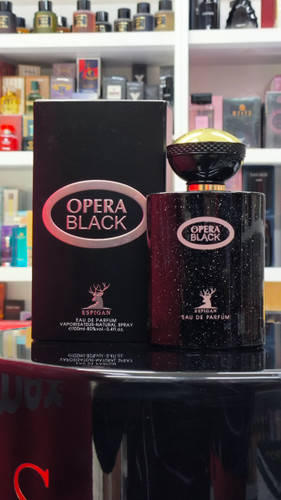 OPERA
BLACK
ESPIGAN
EAU DE PARFUM
VAPORISATEUR-NATURAL SPRAY
OPERA
BLACK
ESPIGAN
EAU DE PARFUM